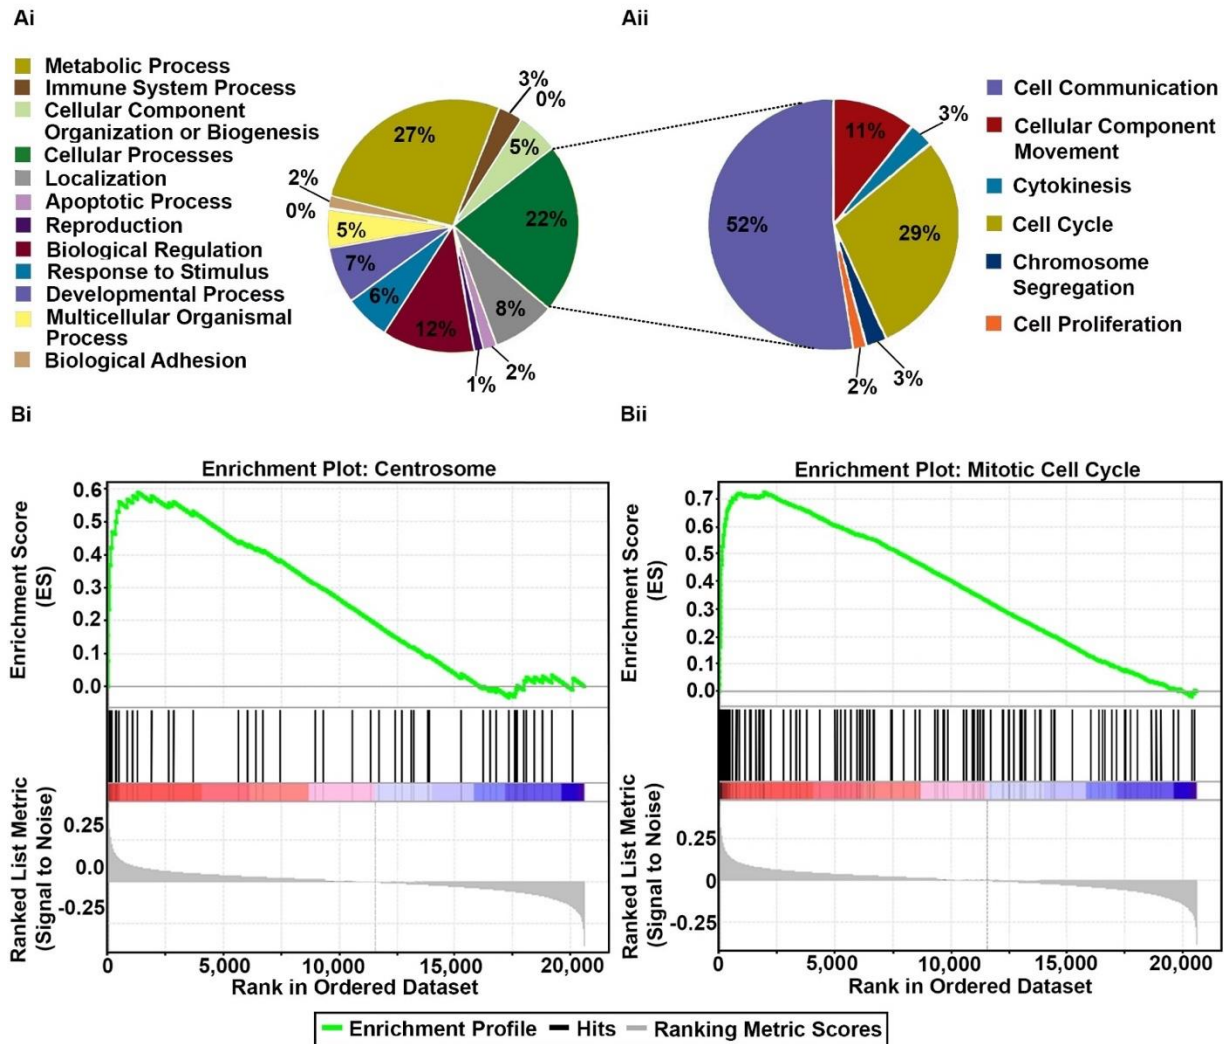 Ai
Aii
Metabolic Process
Immune System Process
Cellular Component
Organization or Biogenesis
Cellular Processes
Localization
Apoptotic Process
Reproduction
Biological Regulation
Response to Stimulus
Developmental Process
Multicellular Organismal
Process
Biological Adhesion
3%
0%
27%
5%
2%
0%
22%
5%
7%
6%
8%
12%
1%
2%
11%
3%
52%
29%
2%
3%
Cell Communication
Cellular Component
Movement
Cytokinesis
Cell Cycle
Chromosome
Segregation
Cell Proliferation
Bi
Bii
Enrichment Plot: Centrosome
Enrichment Score
(ES)
0.6
0.5
0.4
0.3
0.2
0.1
0.0
Ranked List Metric
(Signal to Noise)
0.25
0.0
-0.25
0
5,000
10,000
15,000
20,000
Rank in Ordered Dataset
Enrichment Plot: Mitotic Cell Cycle
Enrichment Score
(ES)
0.7
0.6
0.5
0.4
0.3
0.2
0.1
0.0
Ranked List Metric
(Signal to Noise)
0.25
0
-0.25
0
5,000
10,000
15,000
20,000
Rank in Ordered Dataset
Enrichment Profile Hits Ranking Metric Scores